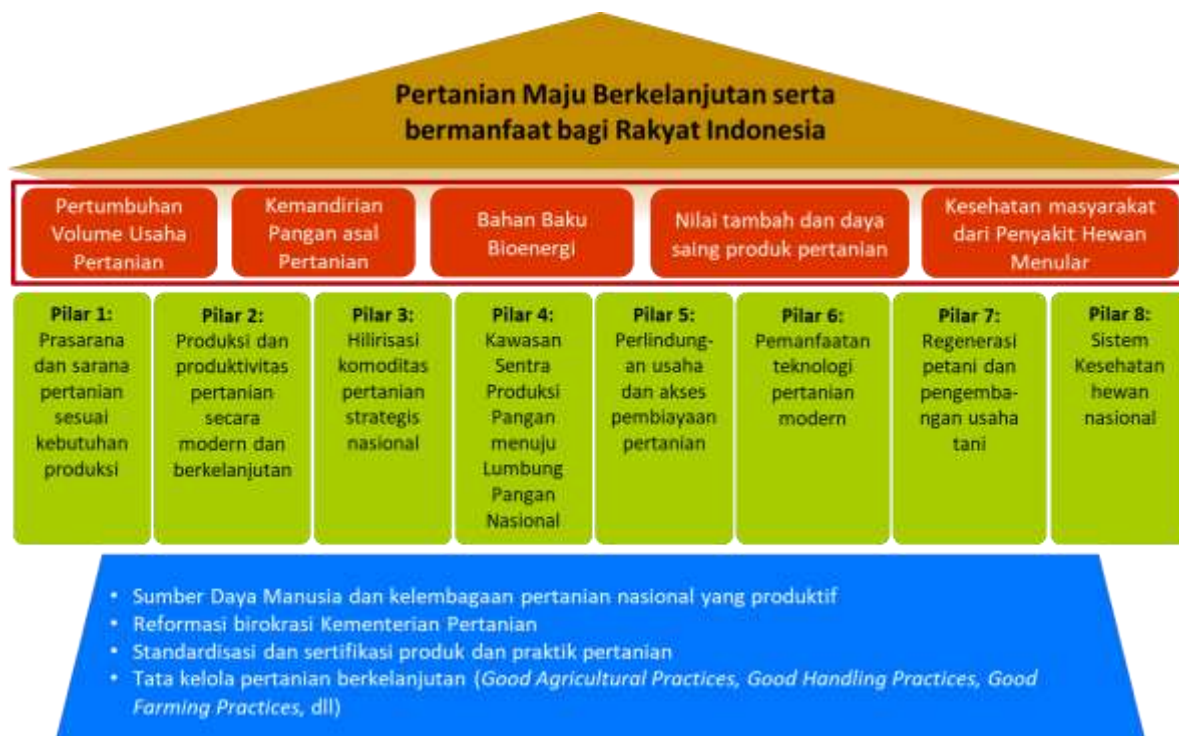 Pertanian Maju Berkelanjutan serta
bermanfaat bagi Rakyat Indonesia
Pertumbuhan
Volume Usaha
Pertanian
Kemandirian
Pangan asal
Pertanian
Bahan Baku
Bioenergi
Nilai tambah dan daya
saing produk pertanian
Kesehatan masyarakat
dari Penyakit Hewan
Menular
Pilar 1:
Prasarana
dan sarana
pertanian
sesuai
kebutuhan
produksi
Pilar 2:
Produksi dan
produktivitas
pertanian
secara
modern dan
berkelanjutan
Pilar 3:
Hilirisasi
komoditas
pertanian
strategis
nasional
Pilar 4:
Kawasan
Sentra
Produksi
Pangan
menuju
Lumbung
Pangan
Nasional
Pilar 5:
Perlindung-
an usaha
dan akses
pembiayaan
pertanian
Pilar 6:
Pemanfaatan
teknologi
pertanian
modern
Pilar 7:
Regenerasi
petani dan
pengemba-
ngan usaha
tani
Pilar 8:
Sistem
Kesehatan
hewan
nasional
• Sumber Daya Manusia dan kelembagaan pertanian nasional yang produktif
• Reformasi birokrasi Kementerian Pertanian
• Standardisasi dan sertifikasi produk dan praktik pertanian
• Tata kelola pertanian berkelanjutan (Good Agricultural Practices, Good Handling Practices, Good
Farming Practices, dll)